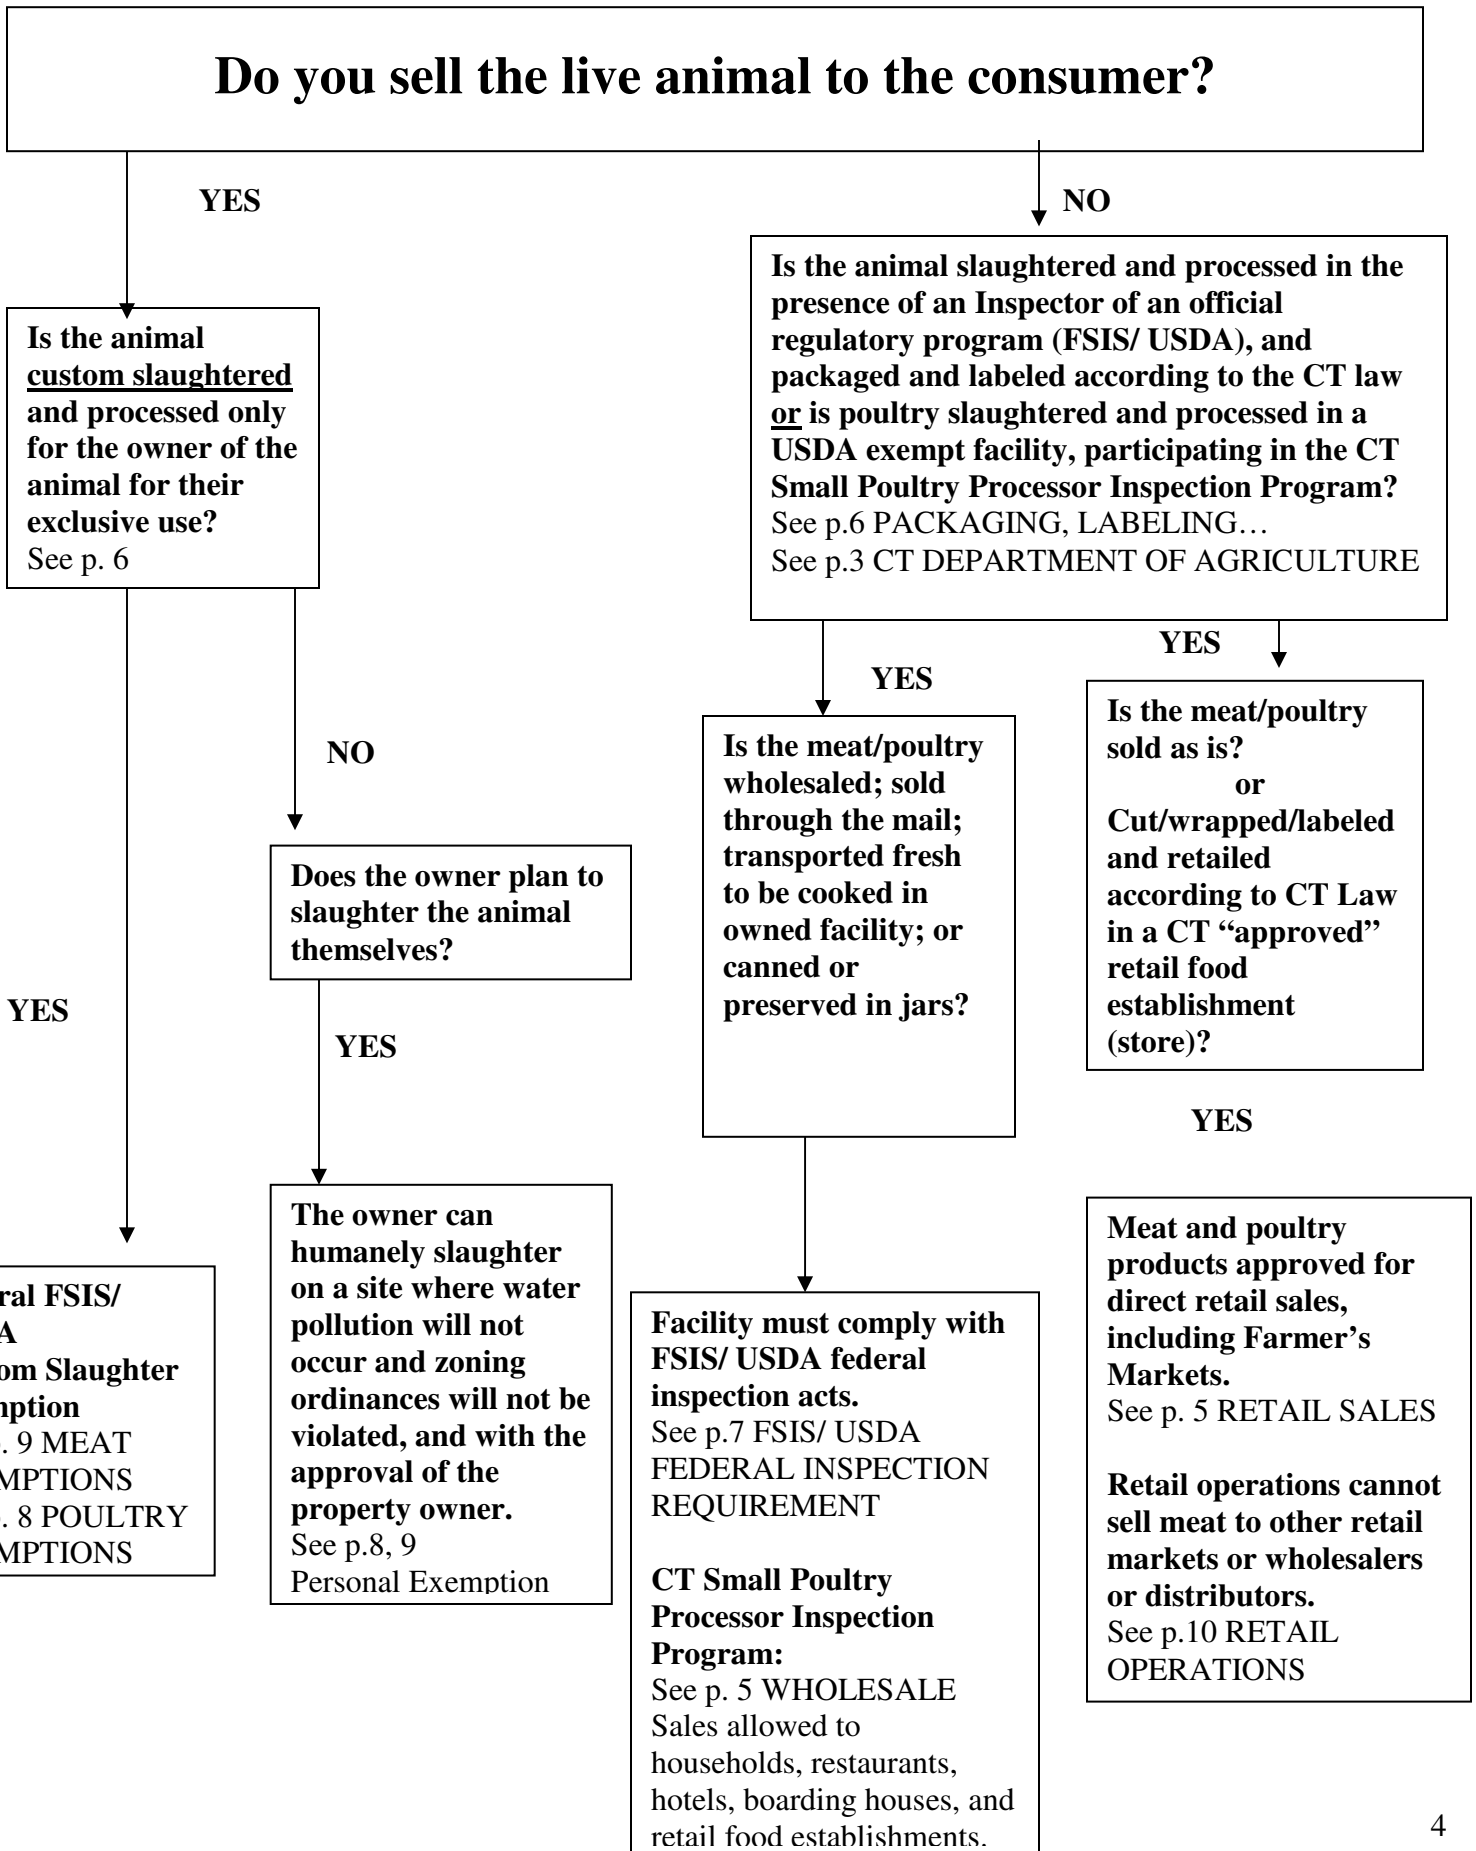 Do you sell the live animal to the consumer?
YES
NO
Is the animal
custom slaughtered
and processed only
for the owner of the
animal for their
exclusive use?
See p. 6
Is the animal slaughtered and processed in the
presence of an Inspector of an official
regulatory program (FSIS/ USDA), and
packaged and labeled according to the CT law
or is poultry slaughtered and processed in a
USDA exempt facility, participating in the CT
Small Poultry Processor Inspection Program?
See p.6 PACKAGING, LABELING…
See p.3 CT DEPARTMENT OF AGRICULTURE
YES
YES
NO
Does the owner plan to
slaughter the animal
themselves?
Is the meat/poultry
wholesaled; sold
through the mail;
transported fresh
to be cooked in
owned facility; or
canned or
preserved in jars?
Is the meat/poultry
sold as is?
or
Cut/wrapped/labeled
and retailed
according to CT Law
in a CT “approved”
retail food
establishment
(store)?
YES
YES
YES
ral FSIS/
A
om Slaughter
mption
. 9 MEAT
MPTIONS
. 8 POULTRY
MPTIONS
The owner can
humanely slaughter
on a site where water
pollution will not
occur and zoning
ordinances will not be
violated, and with the
approval of the
property owner.
See p.8, 9
Personal Exemption
Facility must comply with
FSIS/ USDA federal
inspection acts.
See p.7 FSIS/ USDA
FEDERAL INSPECTION
REQUIREMENT
CT Small Poultry
Processor Inspection
Program:
See p. 5 WHOLESALE
Sales allowed to
households, restaurants,
hotels, boarding houses, and
retail food establishments.
Meat and poultry
products approved for
direct retail sales,
including Farmer’s
Markets.
See p. 5 RETAIL SALES
Retail operations cannot
sell meat to other retail
markets or wholesalers
or distributors.
See p.10 RETAIL
OPERATIONS
4